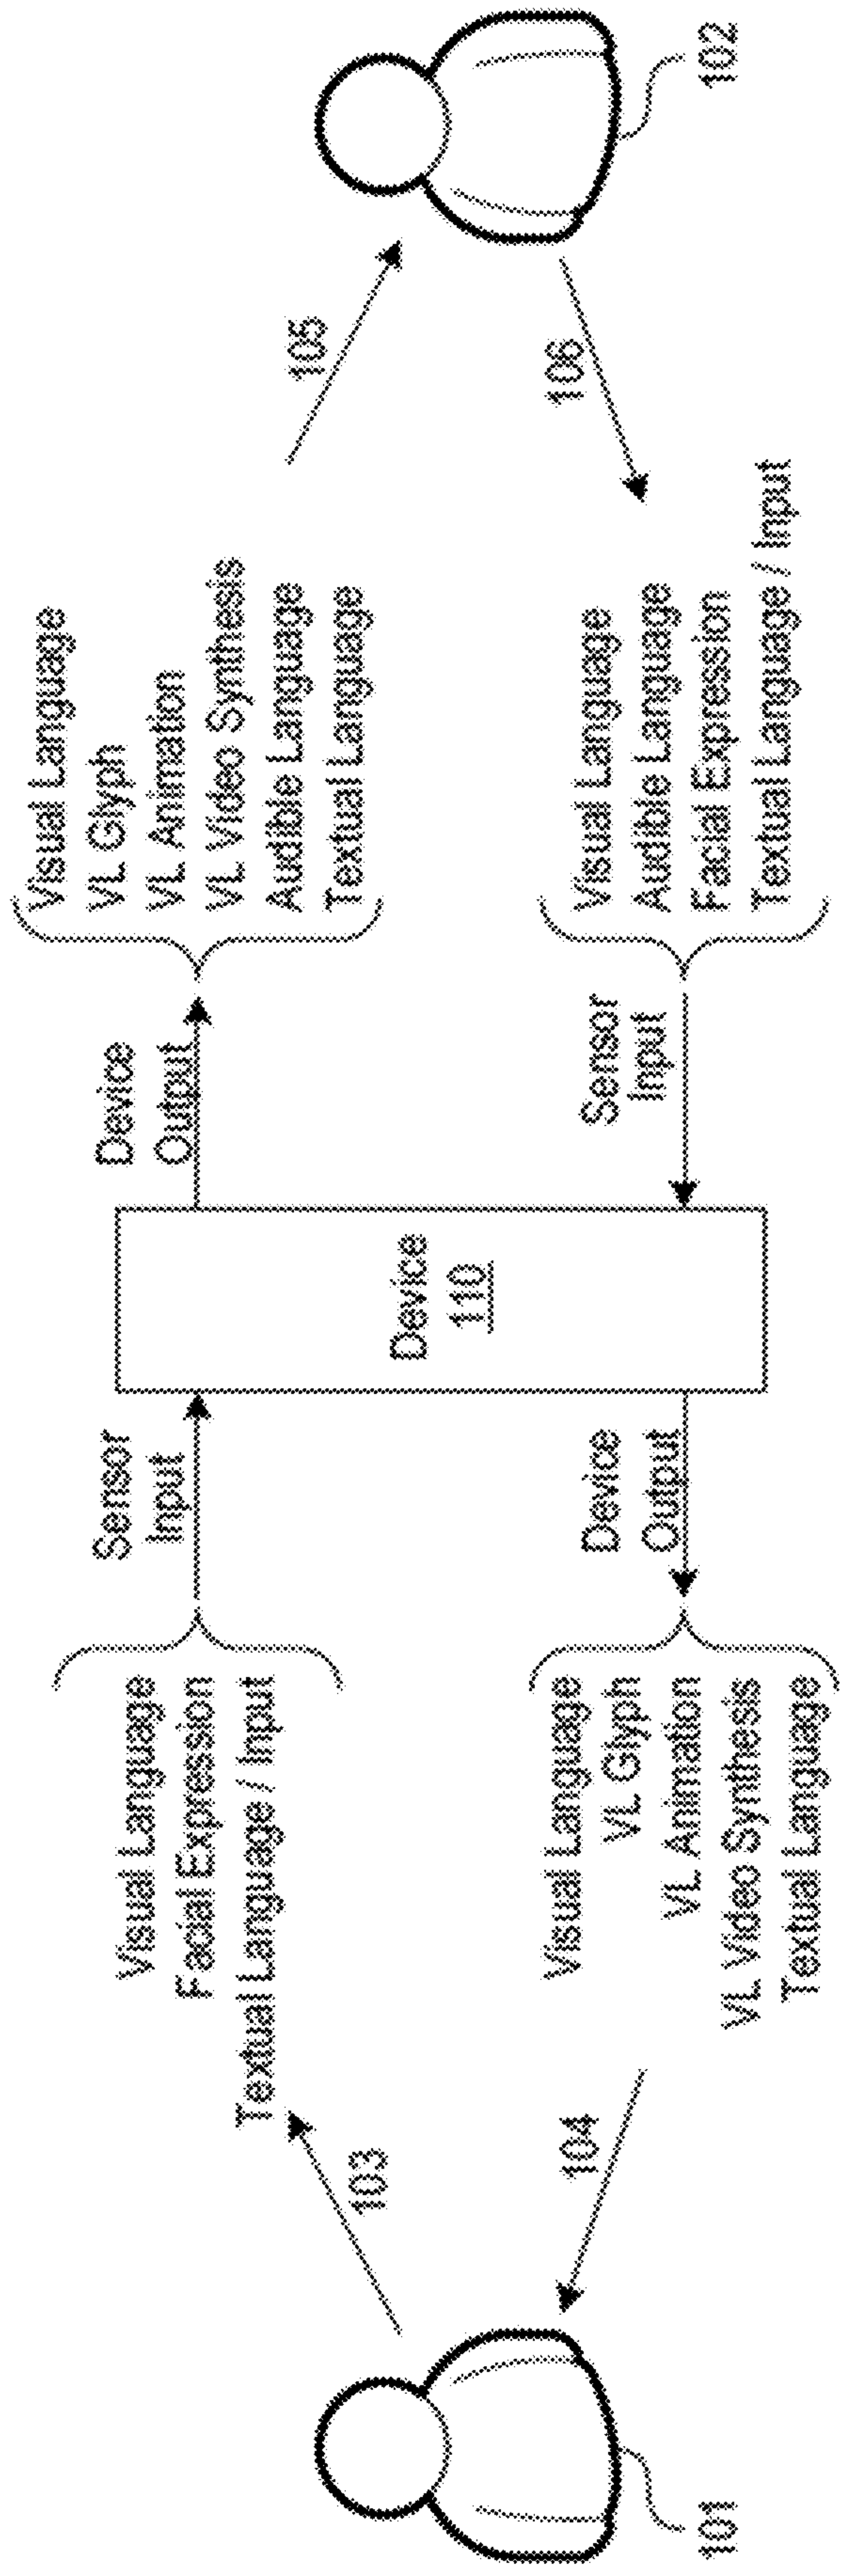 101
103
104
Visual Language
Facial Expression
Textual Language / Input
Sensor
Input
Visual Language
VL Glyph
VL Animation
VL Video Synthesis
Textual Language
Device
Output
Device
110
Device
Output
Visual Language
VL Glyph
VL Animation
VL Video Synthesis
Audible Language
Textual Language
Sensor
Input
Visual Language
Audible Language
Facial Expression
Textual Language / Input
105
106
102